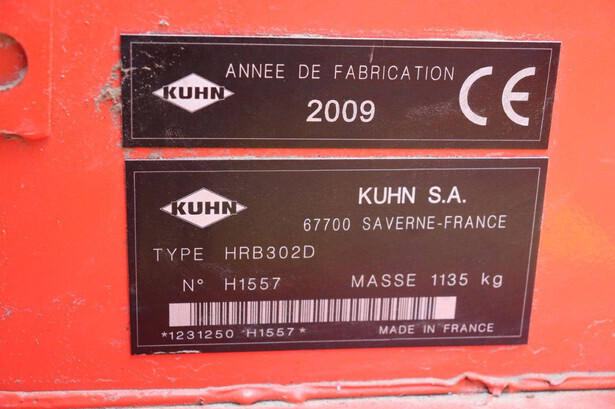 KUHN
ANNEE DE FABRICATION
2009
CE
KUHN
KUHN S.A.
67700 SAVERNE-FRANCE
TYPE HRB302D
N° H1557 MASSE 1135 kg
*1231250 H1557*
MADE IN FRANCE